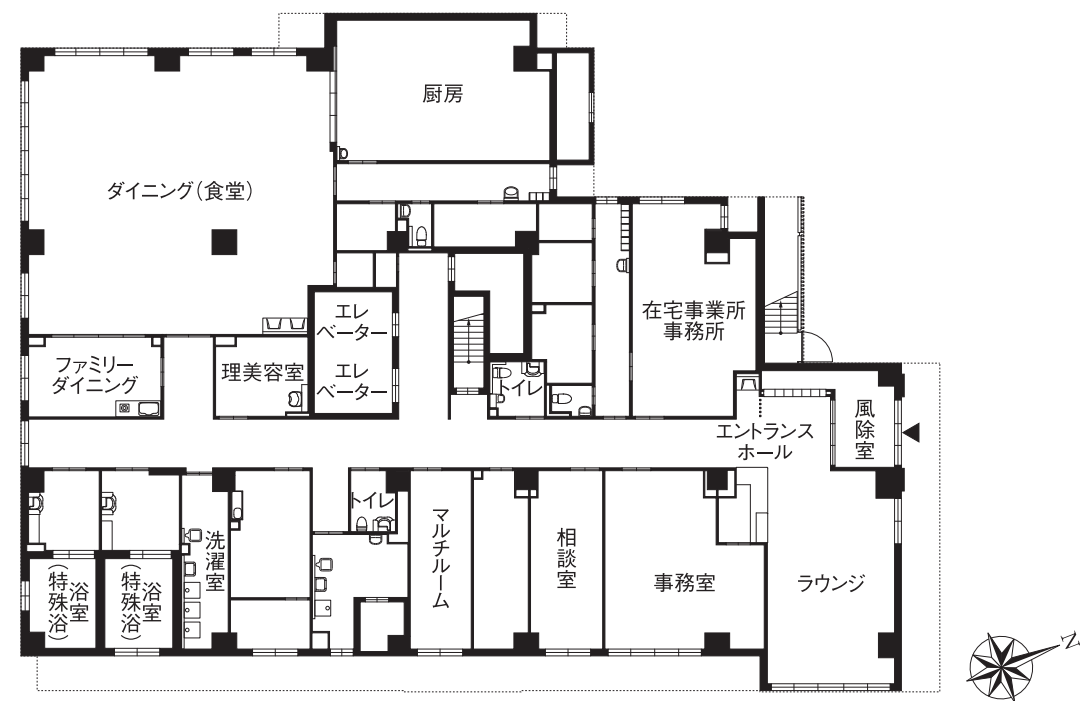 厨房
ダイニング(食堂)
在宅事業所
事務所
エレ
ベーター
エレ
ベーター
ファミリー
ダイニング
理美容室
トイレ
エントランス
ホール
風除室
トイレ
洗濯室
マルチルーム
相談室
事務室
ラウンジ
浴室
(特殊浴)
浴室
(特殊浴)
N